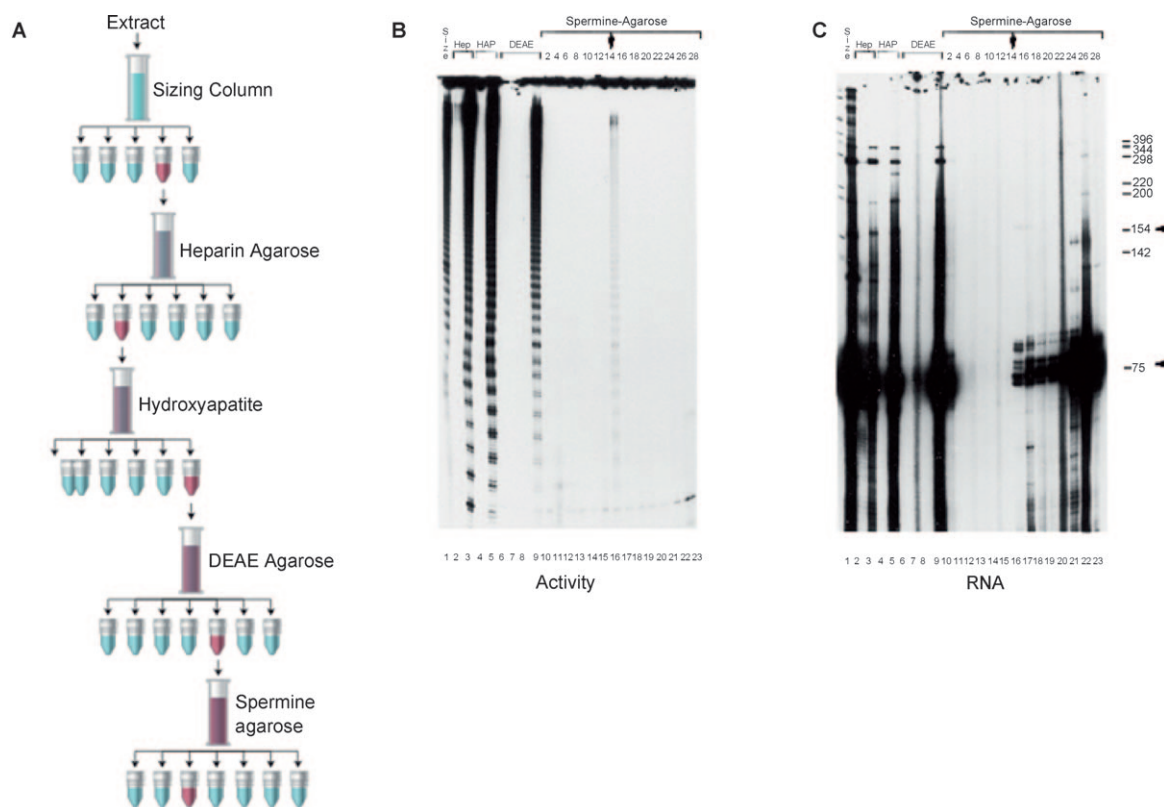 A
Extract
Sizing Column
Heparin Agarose
Hydroxyapatite
DEAE Agarose
Spermine
agarose
B
Spermine-Agarose
Size
Hep
HAP
DEAE
2 4 6 8 10 12 14 16 18 20 22 24 26 28
1 2 3 4 5 6 7 8 9 10 11 12 13 14 15 16 17 18 19 20 21 22 23
Activity
C
Spermine-Agarose
Size
Hep
HAP
DEAE
2 4 6 8 10 12 14 16 18 20 22 24 26 28
396
344
298
220
200
154
142
75
1 2 3 4 5 6 7 8 9 10 11 12 13 14 15 16 17 18 19 20 21 22 23
RNA